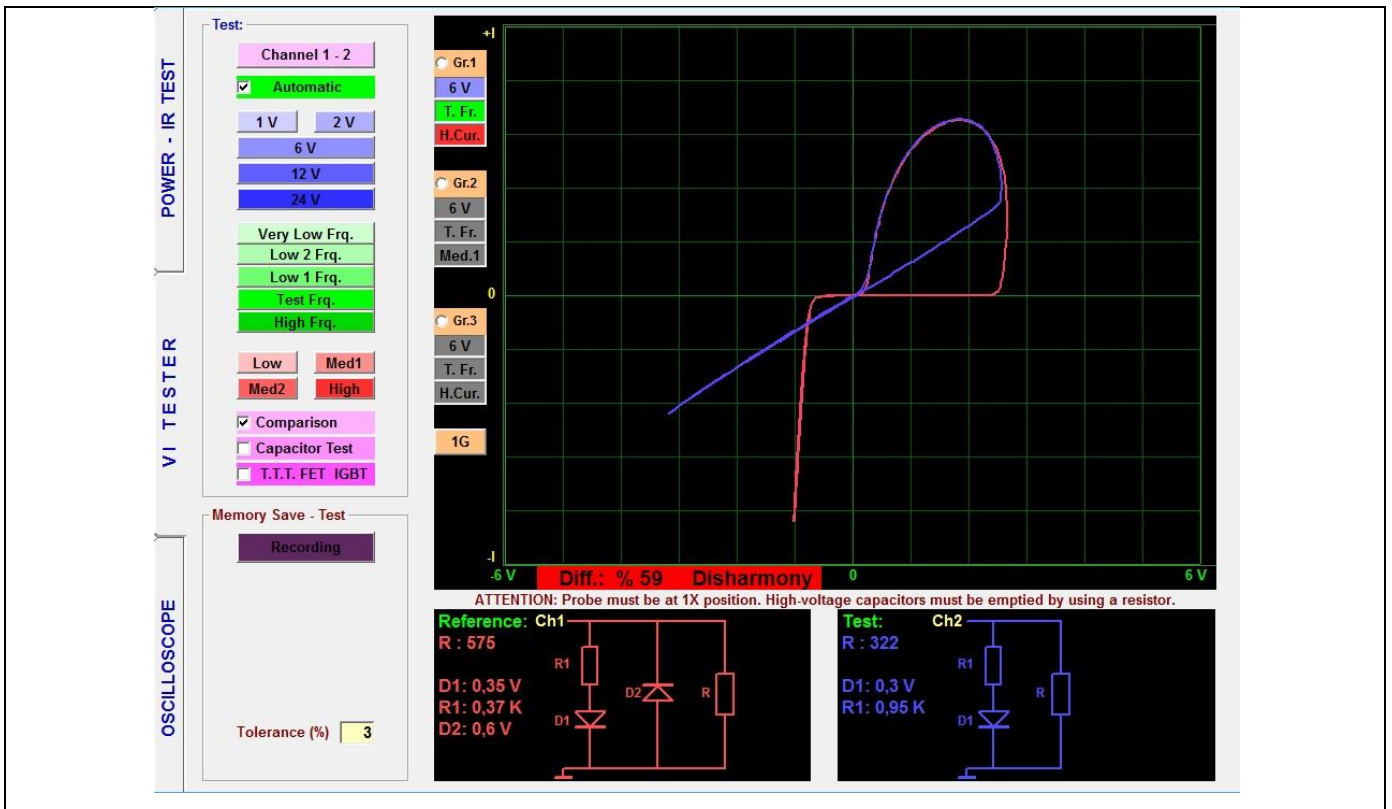 POWER - IR TEST
VI TESTER
OSCILLOSCOPE
Test:
Channel 1 - 2
Automatic
1 V
2 V
6 V
12 V
24 V
Very Low Frq.
Low 2 Frq.
Low 1 Frq.
Test Frq.
High Frq.
Low
Med1
Med2
High
Comparison
Capacitor Test
T.T.T. FET IGBT
Memory Save - Test
Recording
Tolerance (%) 3
+I
Gr.1
6 V
T. Fr.
H.Cur.
Gr.2
6 V
T. Fr.
Med.1
0
Gr.3
6 V
T. Fr.
H.Cur.
1G
-I
-6 V
Diff.: % 59 Disharmony
0
6 V
ATTENTION: Probe must be at 1X position. High-voltage capacitors must be emptied by using a resistor.
Reference: Ch1
R : 575
D1: 0,35 V
R1: 0,37 K
D2: 0,6 V
R1
D1
D2
R
Test: Ch2
R : 322
D1: 0,3 V
R1: 0,95 K
R1
D1
R